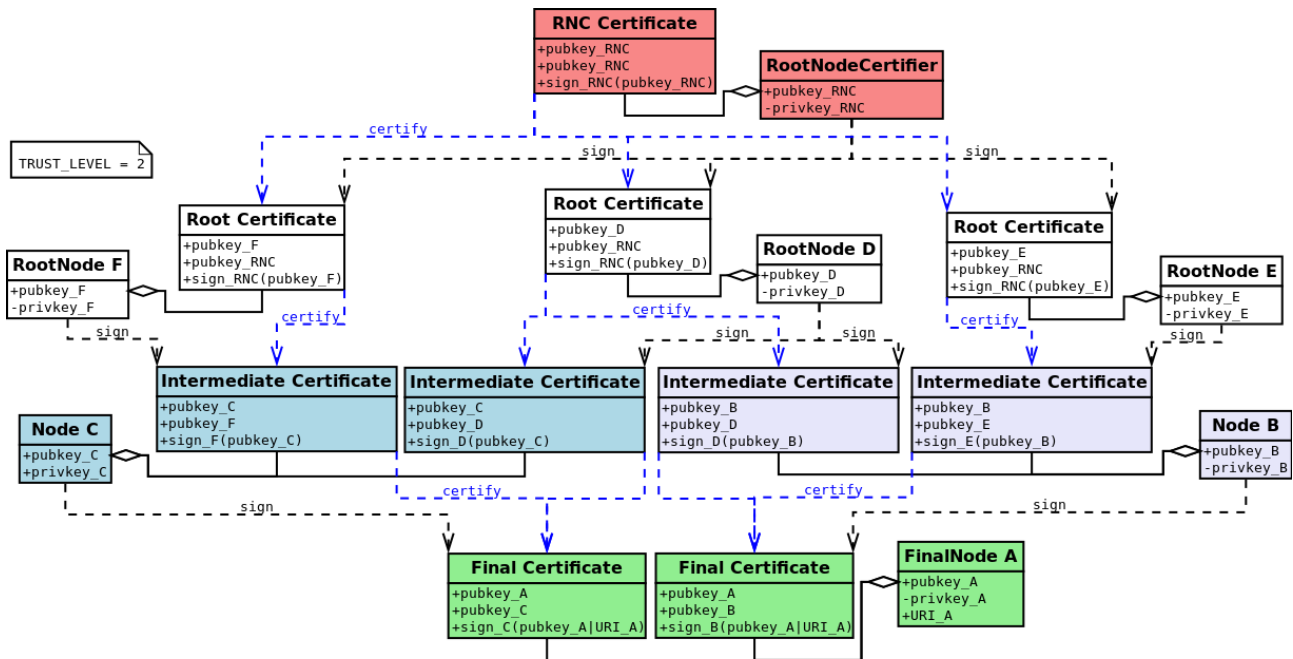 RNC Certificate
+pubkey_RNC
+pubkey_RNC
+sign_RNC(pubkey_RNC)
RootNodeCertifier
+pubkey_RNC
-privkey_RNC
certify
sign
sign
TRUST_LEVEL = 2
Root Certificate
+pubkey_F
+pubkey_RNC
+sign_RNC(pubkey_F)
Root Certificate
+pubkey_D
+pubkey_RNC
+sign_RNC(pubkey_D)
Root Certificate
+pubkey_E
+pubkey_RNC
+sign_RNC(pubkey_E)
RootNode F
+pubkey_F
-privkey_F
RootNode D
+pubkey_D
-privkey_D
RootNode E
+pubkey_E
-privkey_E
sign
certify
certify
sign
sign
certify
sign
Intermediate Certificate
+pubkey_C
+pubkey_F
+sign_F(pubkey_C)
Intermediate Certificate
+pubkey_C
+pubkey_D
+sign_D(pubkey_C)
Intermediate Certificate
+pubkey_B
+pubkey_D
+sign_D(pubkey_B)
Intermediate Certificate
+pubkey_B
+pubkey_E
+sign_E(pubkey_B)
Node C
+pubkey_C
+privkey_C
Node B
+pubkey_B
-privkey_B
sign
certify
certify
sign
Final Certificate
+pubkey_A
+pubkey_C
+sign_C(pubkey_A|URI_A)
Final Certificate
+pubkey_A
+pubkey_B
+sign_B(pubkey_A|URI_A)
FinalNode A
+pubkey_A
-privkey_A
+URI_A